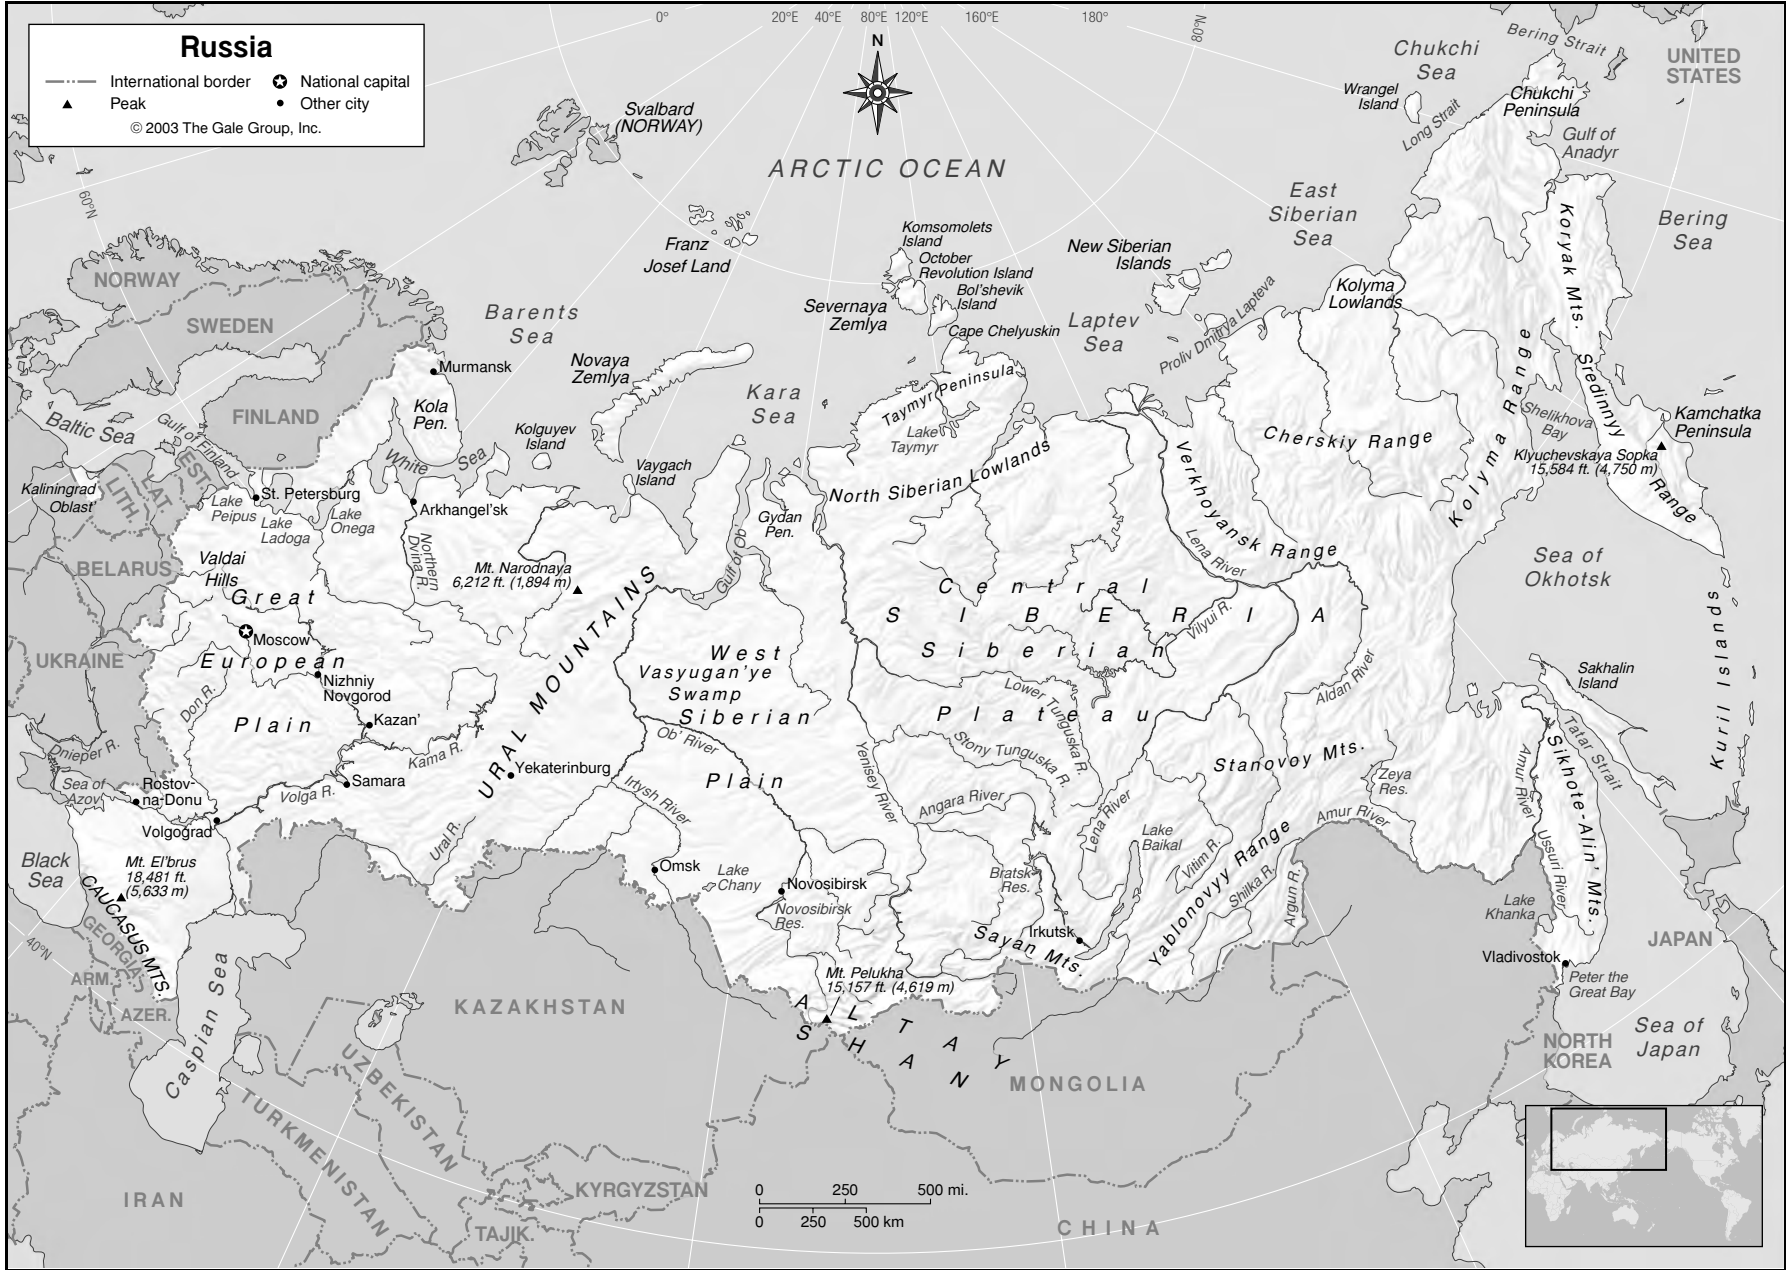 Russia
International border
National capital
Peak
Other city
© 2003 The Gale Group, Inc.
0°
20°E
40°E
80°E
120°E
160°E
180°
80°N
60°N
40°N
N
Svalbard
(NORWAY)
ARCTIC OCEAN
Chukchi
Sea
Bering Strait
UNITED
STATES
Wrangel
Island
Long Strait
Chukchi
Peninsula
Gulf of
Anadyr
East
Siberian
Sea
Bering
Sea
Koryak Mts.
Franz
Josef Land
Komsomolets
Island
October
Revolution Island
Bol'shevik
Island
Severnaya
Zemlya
Cape Chelyuskin
New Siberian
Islands
Laptev
Sea
Proliv Dmitrya Lapteva
Kolyma
Lowlands
NORWAY
SWEDEN
FINLAND
Barents
Sea
Novaya
Zemlya
Kara
Sea
Murmansk
Kola
Pen.
Kolguyev
Island
White Sea
Vaygach
Island
Baltic Sea
Gulf of Finland
EST.
LAT.
LITH.
Kaliningrad
Oblast'
BELARUS
UKRAINE
Lake
Peipus
St. Petersburg
Lake
Ladoga
Lake
Onega
Arkhangel'sk
Northern
Dvina R.
Valdai
Hills
Mt. Narodnaya
6,212 ft. (1,894 m)
Taymyr Peninsula
Lake
Taymyr
North Siberian Lowlands
Gydan
Pen.
Gulf of Ob'
Verkhoyansk Range
Cherskiy Range
Kolyma Range
Shelikhova
Bay
Sredinnyy Range
Kamchatka
Peninsula
Klyuchevskaya Sopka
15,584 ft. (4,750 m)
Sea of
Okhotsk
Kuril Islands
Sakhalin
Island
Tatar Strait
Great
European
Plain
Moscow
Nizhniy
Novgorod
Kazan'
Samara
Kama R.
Volga R.
Don R.
Dnieper R.
Sea of
Azov
Rostov-
na-Donu
Volgograd
Ural R.
URAL MOUNTAINS
Yekaterinburg
West
Siberian
Plain
Vasyugan'ye
Swamp
Ob' River
Irtysh River
Yenisey River
Central
Siberian
Plateau
SIBERIA
Lena River
Vilyui R.
Aldan River
Lower
Tunguska R.
Stony Tunguska R.
Angara River
Lena River
Stanovoy Mts.
Zeya
Res.
Amur River
Amur River
Ussuri River
Sikhote-Alin' Mts.
Lake
Khanka
Vladivostok
Peter the
Great Bay
Sea of
Japan
JAPAN
NORTH
KOREA
Lake
Baikal
Vitim R.
Yablonovyy Range
Shilka R.
Argun R.
Bratsk
Res.
Irkutsk
Sayan Mts.
Omsk
Lake
Chany
Novosibirsk
Novosibirsk
Res.
Mt. Pelukha
15,157 ft. (4,619 m)
ALTAY
SHAN
Black
Sea
Mt. El'brus
18,481 ft.
(5,633 m)
CAUCASUS MTS.
GEORGIA
ARM.
AZER.
Caspian Sea
KAZAKHSTAN
UZBEKISTAN
TURKMENISTAN
IRAN
KYRGYZSTAN
TAJIK.
MONGOLIA
CHINA
0 250 500 mi.
0 250 500 km